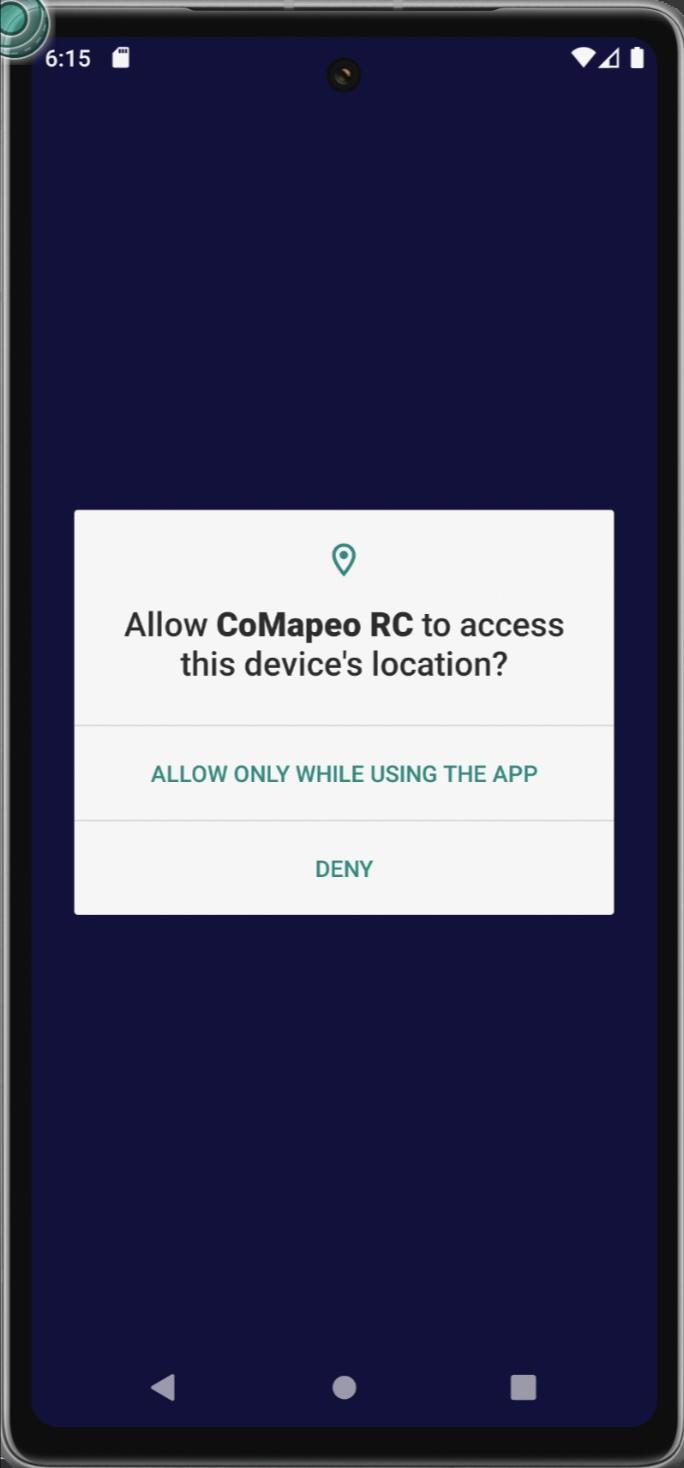 6:15
Allow CoMapeo RC to access
this device's location?
ALLOW ONLY WHILE USING THE APP
DENY